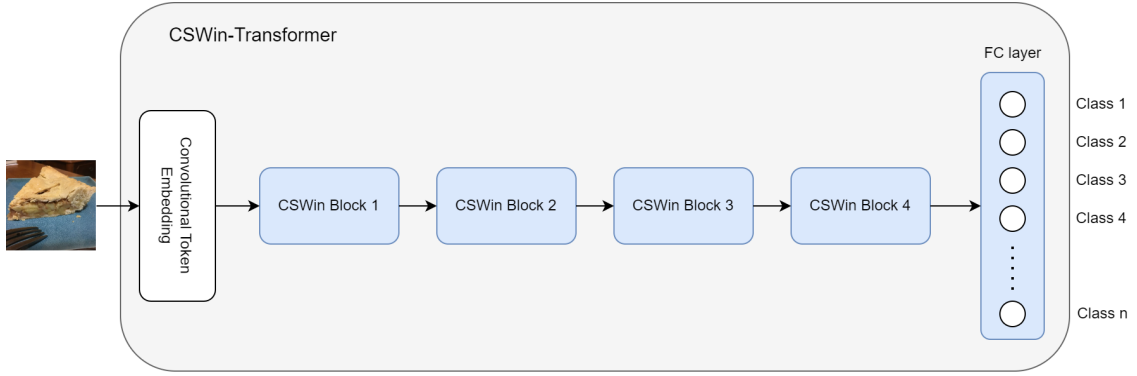 CSWin-Transformer
FC layer
Convolutional Token
Embedding
CSWin Block 1
CSWin Block 2
CSWin Block 3
CSWin Block 4
Class 1
Class 2
Class 3
Class 4
Class n